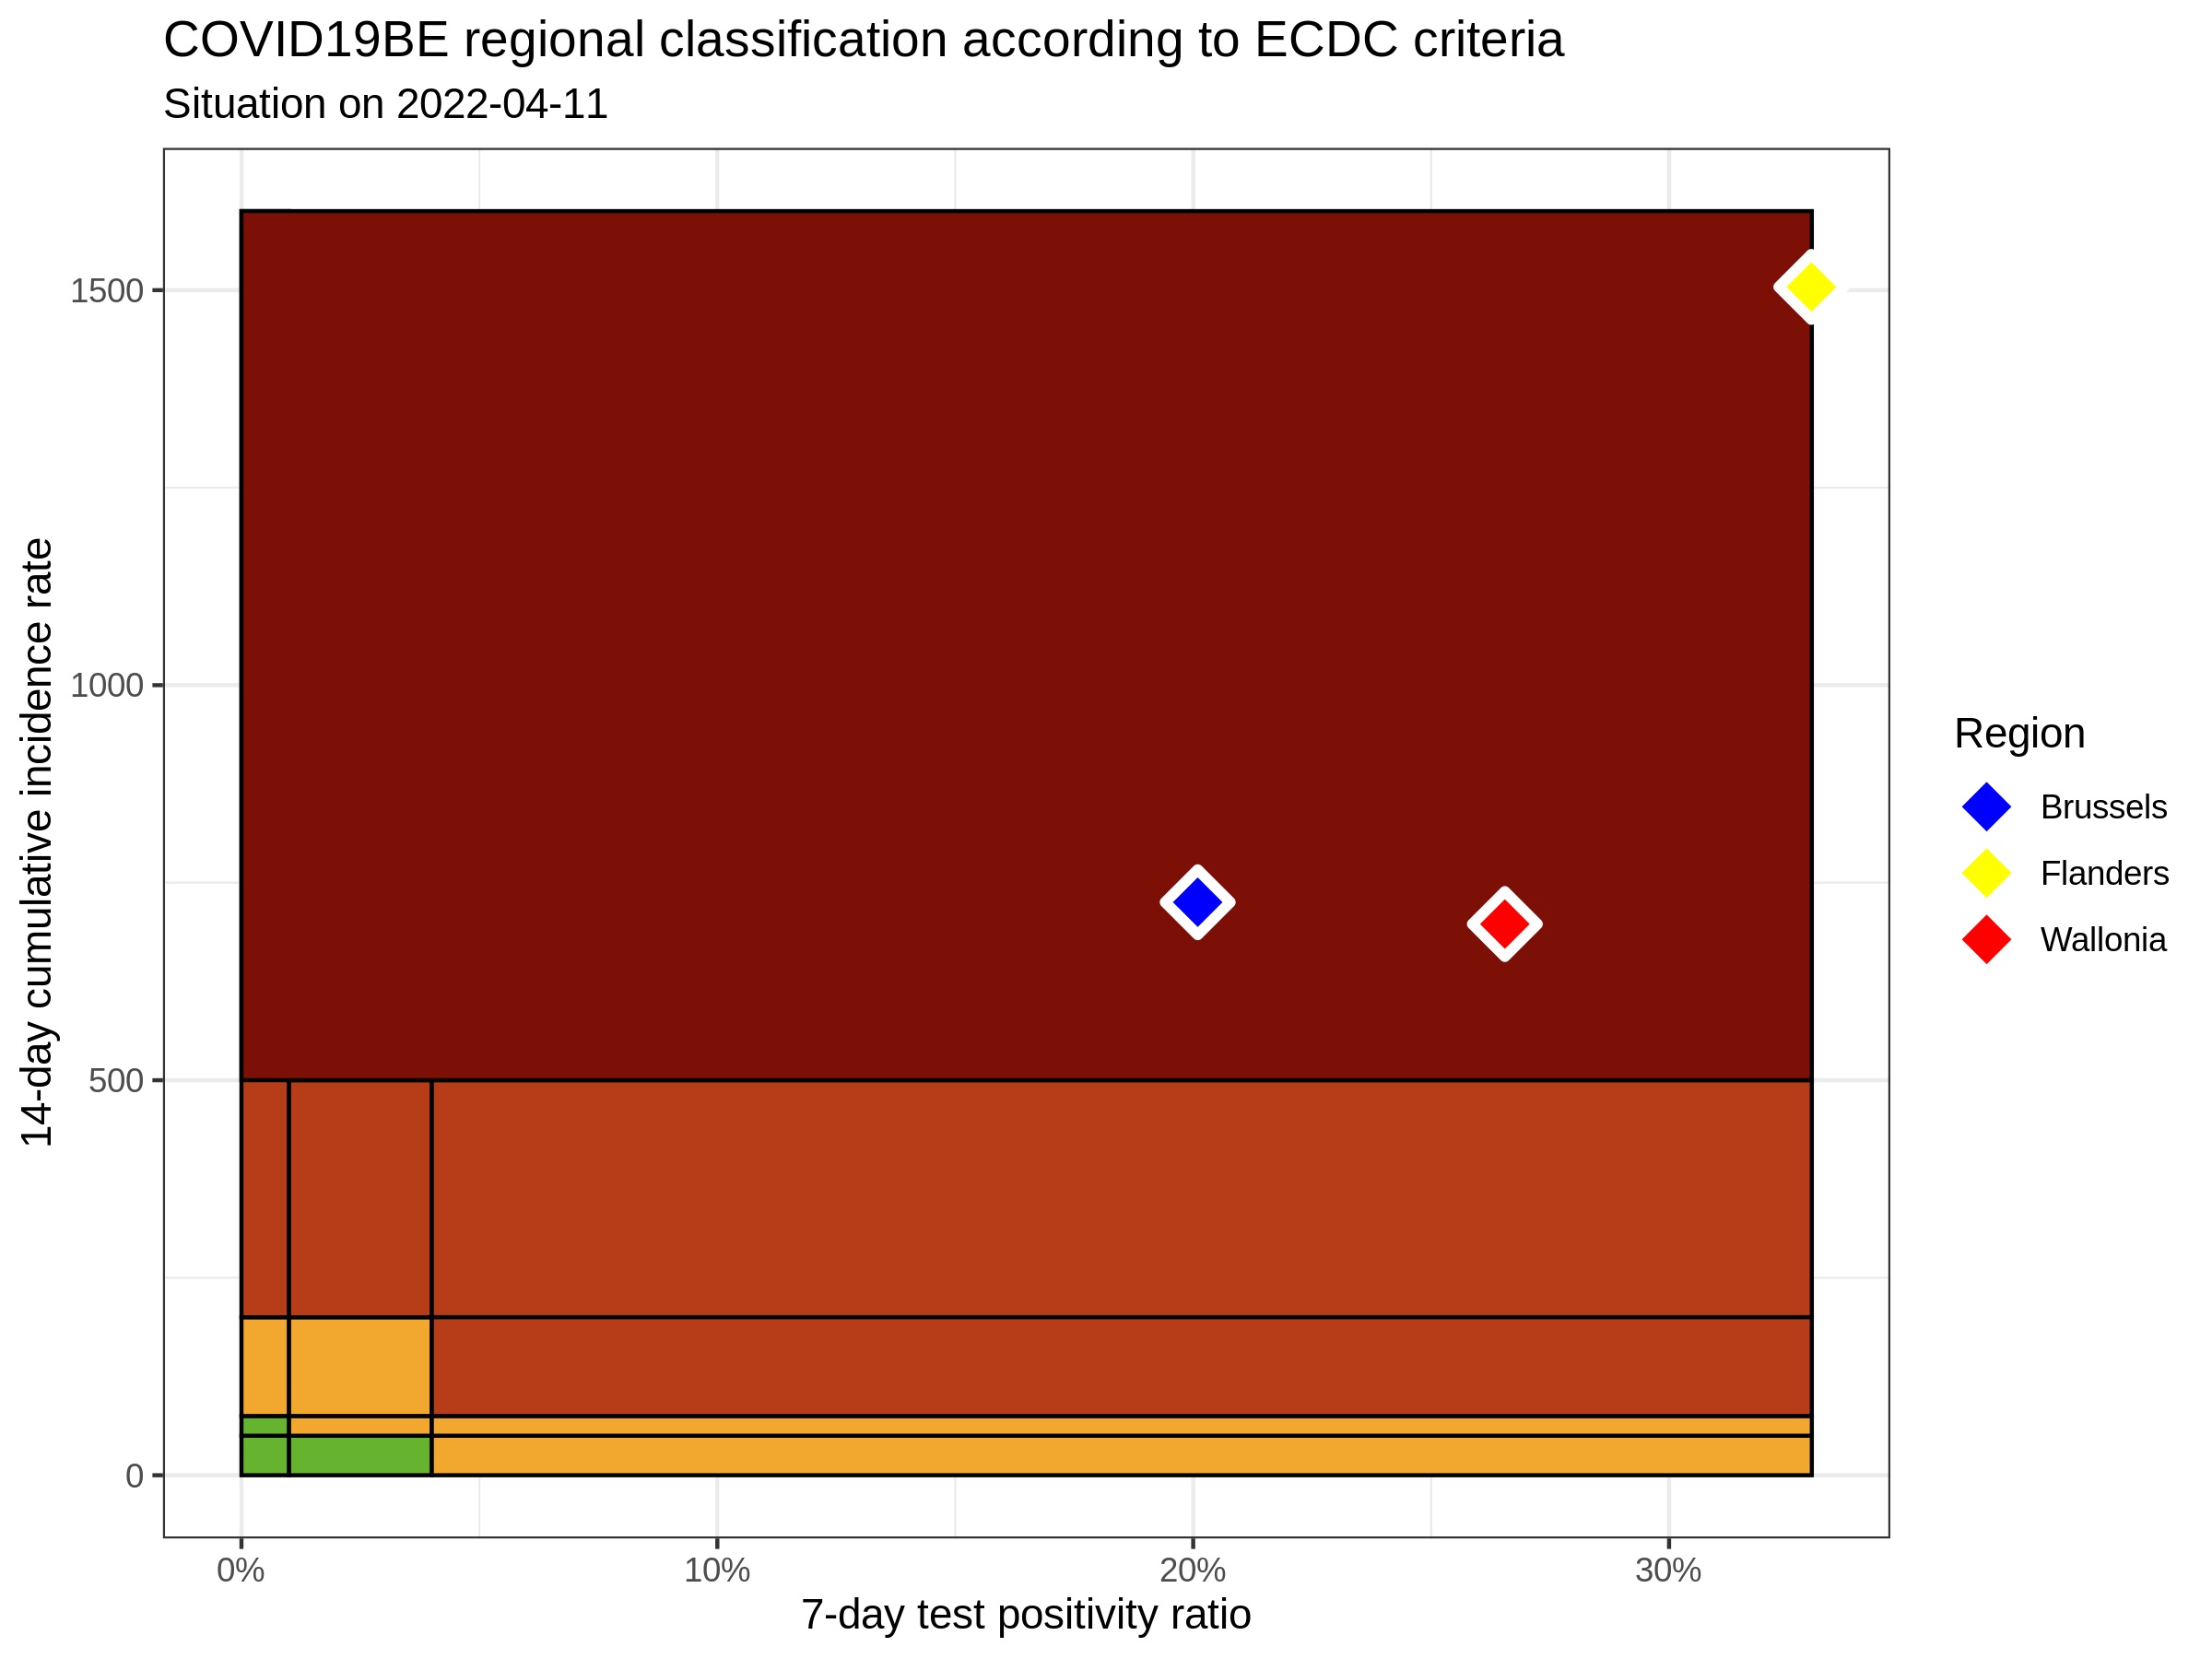 COVID19BE regional classification according to ECDC criteria
Situation on 2022-04-11
14-day cumulative incidence rate
1500
1000
500
0
0% 10% 20% 30%
7-day test positivity ratio
Region
Brussels
Flanders
Wallonia